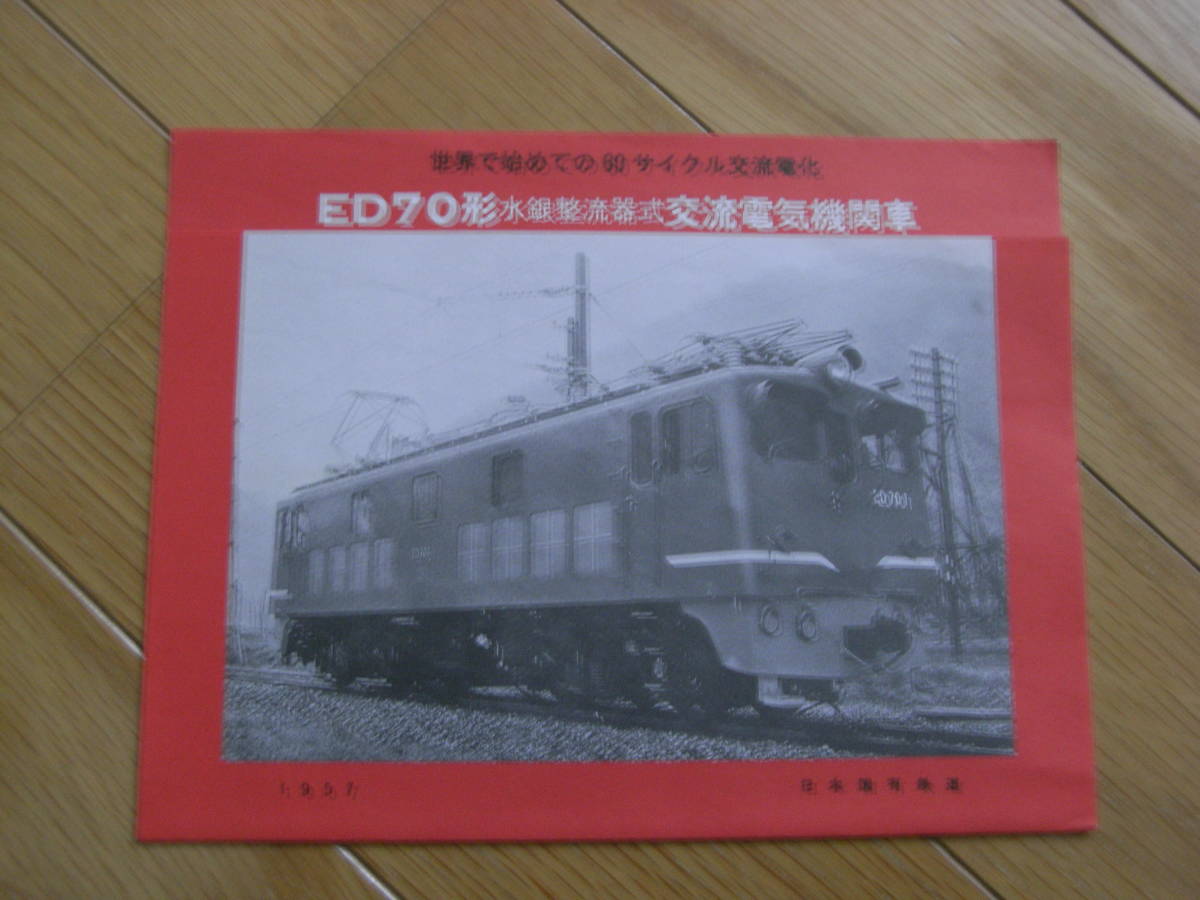 世界で始めての60サイクル交流電化
ED70形水銀整流器式交流電気機関車
ED70 1
1957 日本国有鉄道